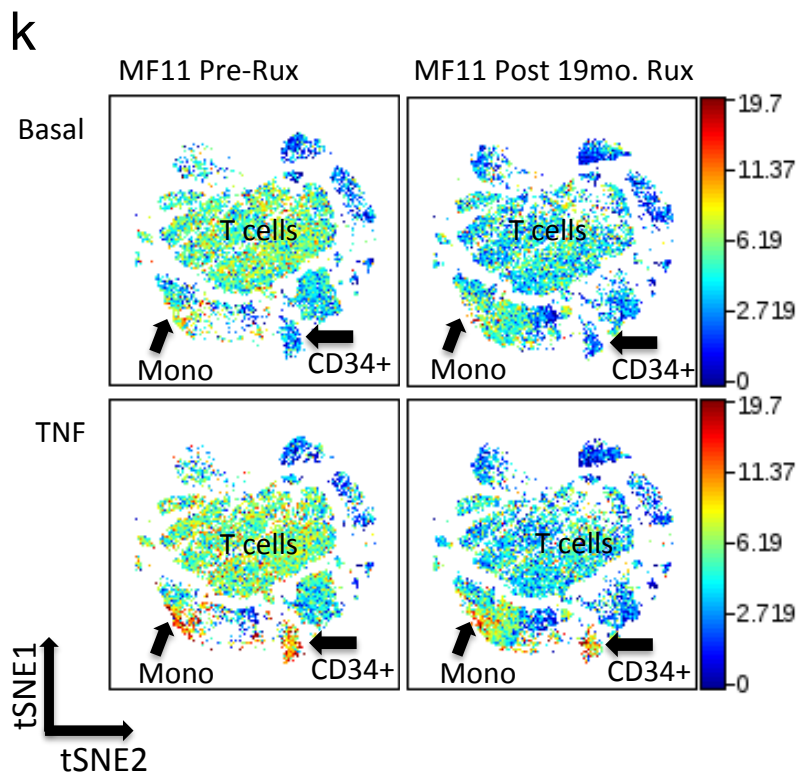 k
MF11 Pre-Rux
MF11 Post 19mo. Rux
Basal
T cells
Mono
CD34+
T cells
Mono
CD34+
19.7
11.37
6.19
2.719
0
TNF
T cells
Mono
CD34+
T cells
Mono
CD34+
19.7
11.37
6.19
2.719
0
tSNE1
tSNE2